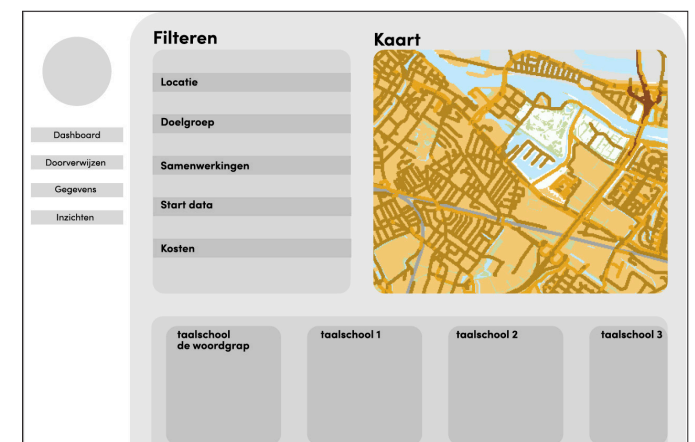 Filteren
Kaart
Locatie
Doelgroep
Samenwerkingen
Start data
Kosten
Dashboard
Doorverwijzen
Gegevens
Inzichten
taalschool
de woordgrap
taalschool 1
taalschool 2
taalschool 3